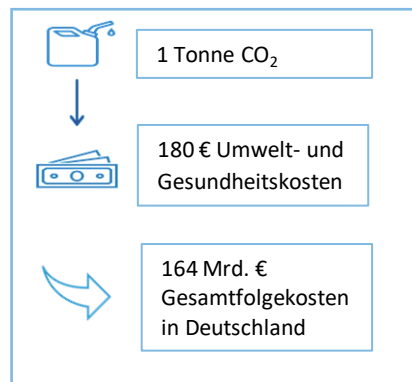 1 Tonne CO₂
180 € Umwelt- und
Gesundheitskosten
164 Mrd. €
Gesamtfolgekosten
in Deutschland